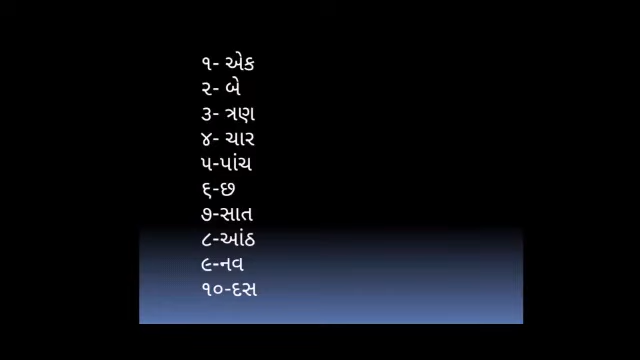 ૧- એક
૨- બે
૩- ત્રણ
૪- ચાર
૫-પાંચ
૬-છ
૭-સાત
૮-આંઠ
૯-નવ
૧૦-દસ